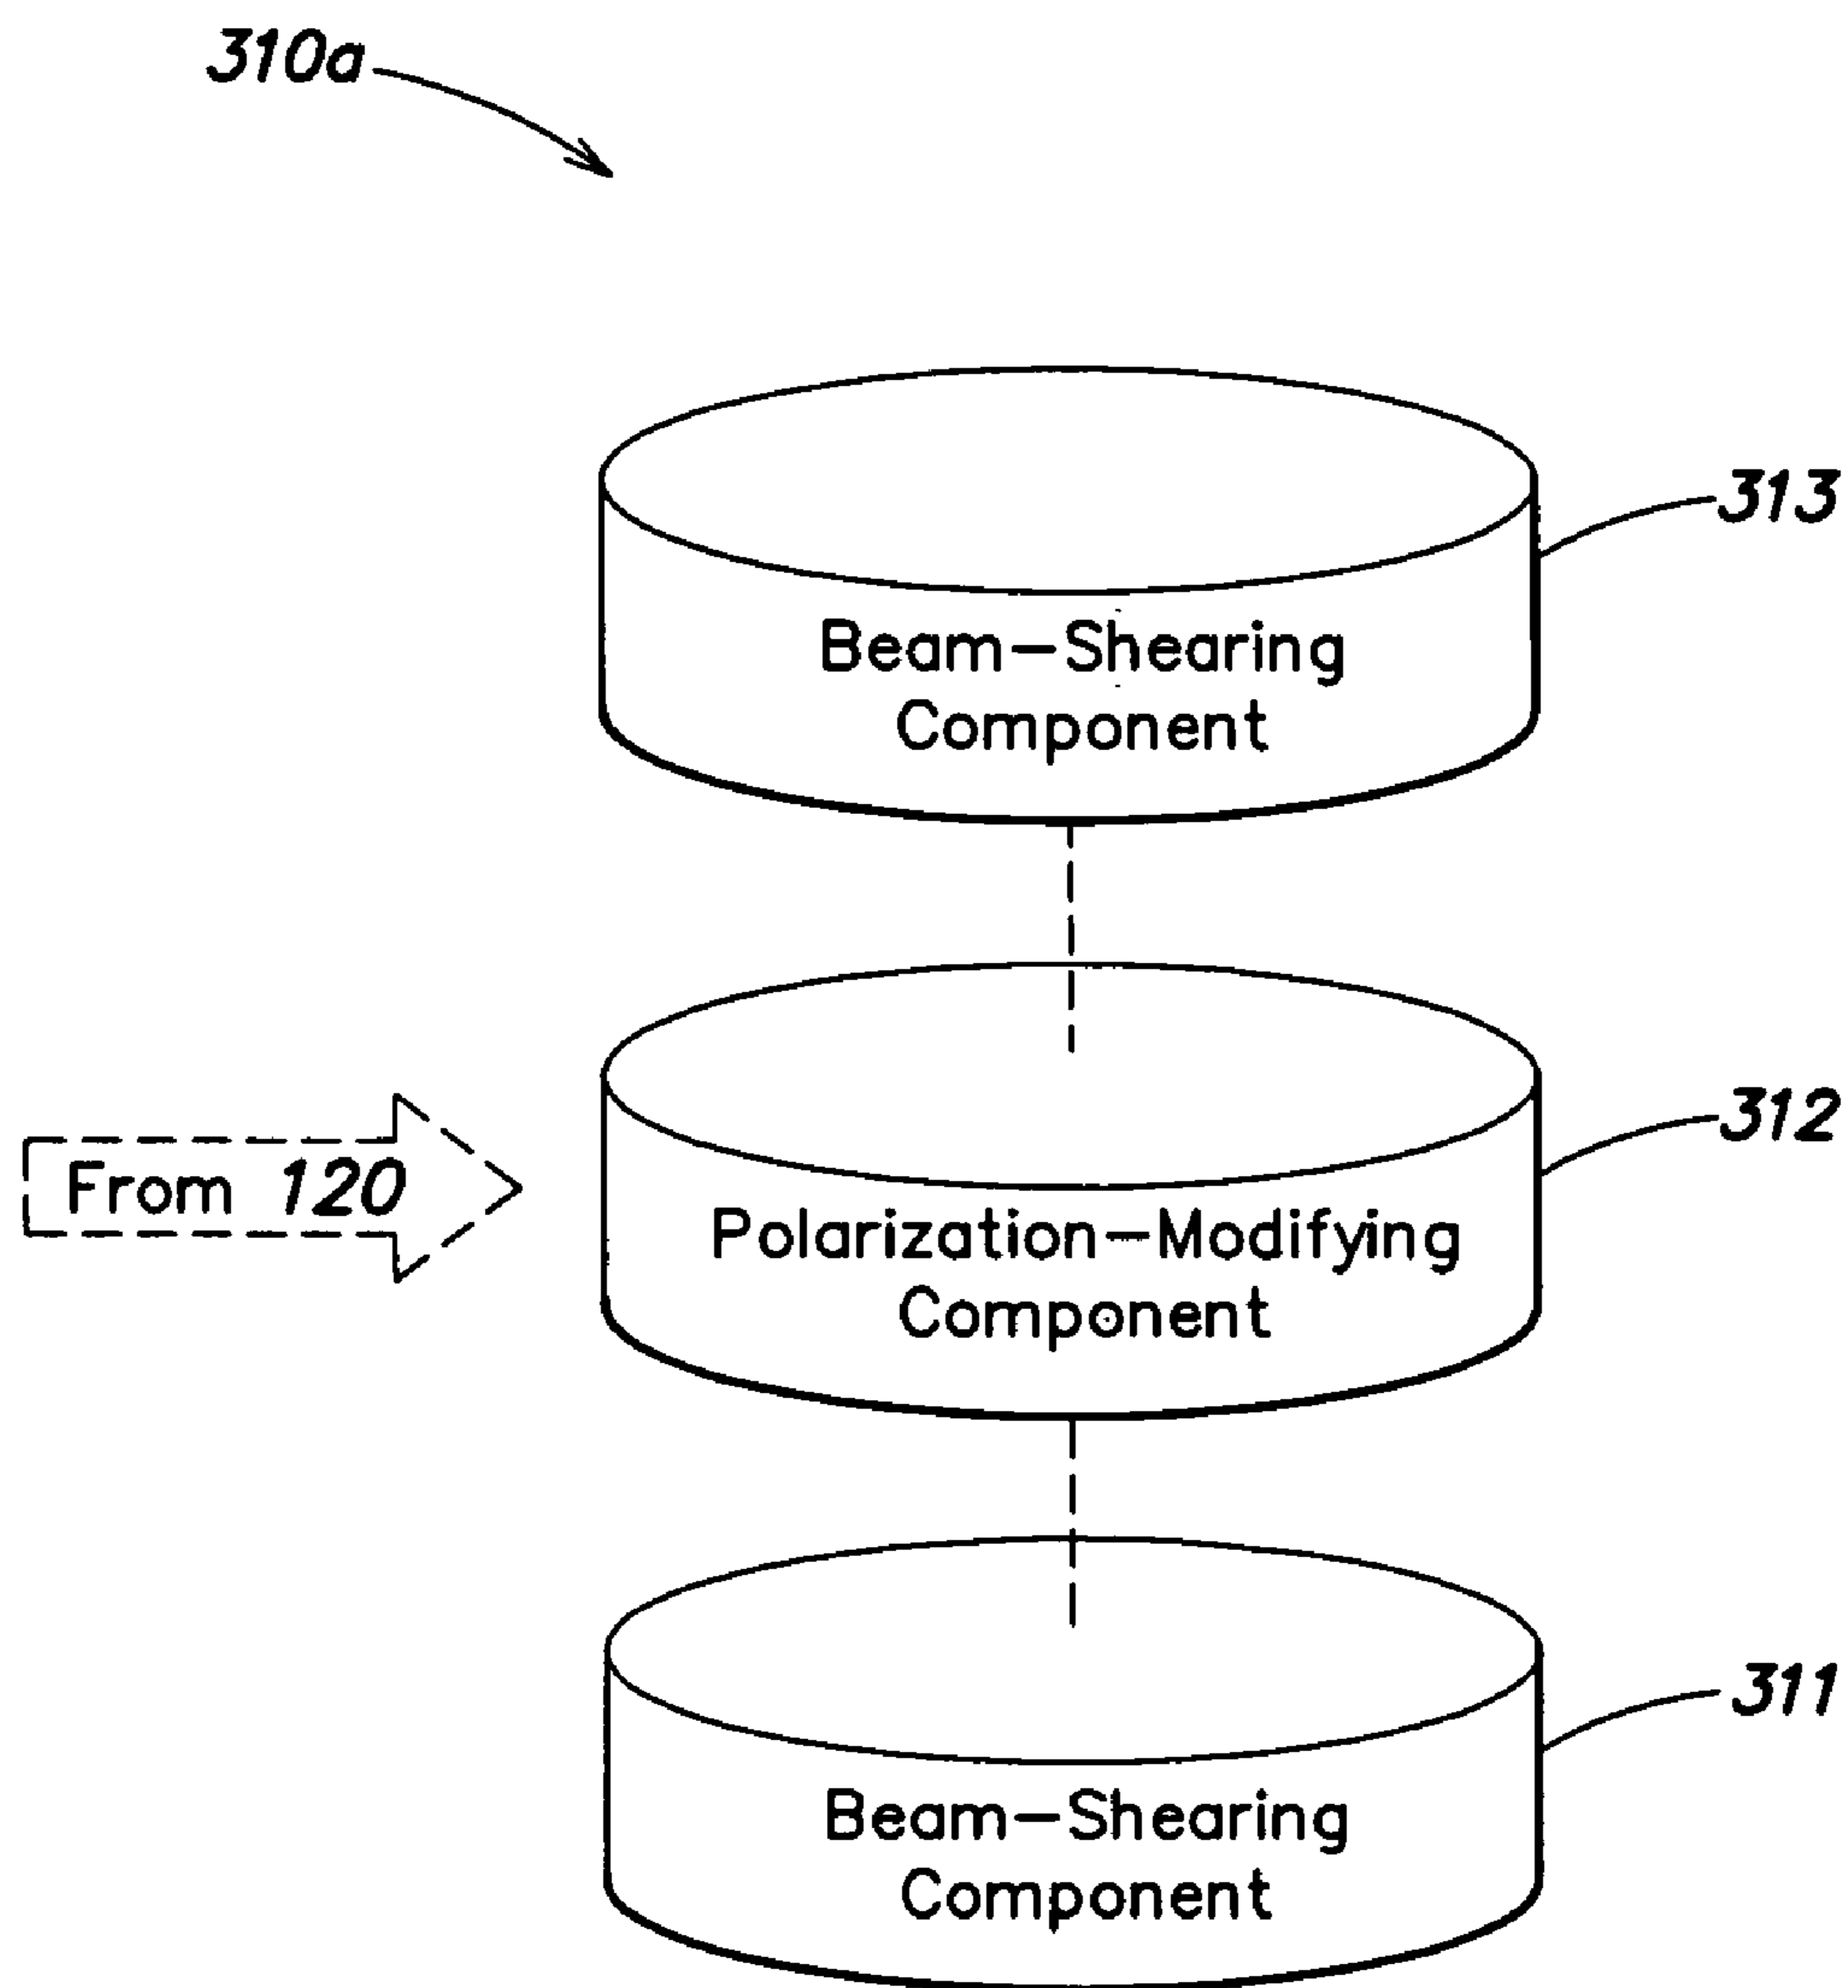 310a
313
Beam-Shearing
Component
312
From 120
Polarization-Modifying
Component
311
Beam-Shearing
Component